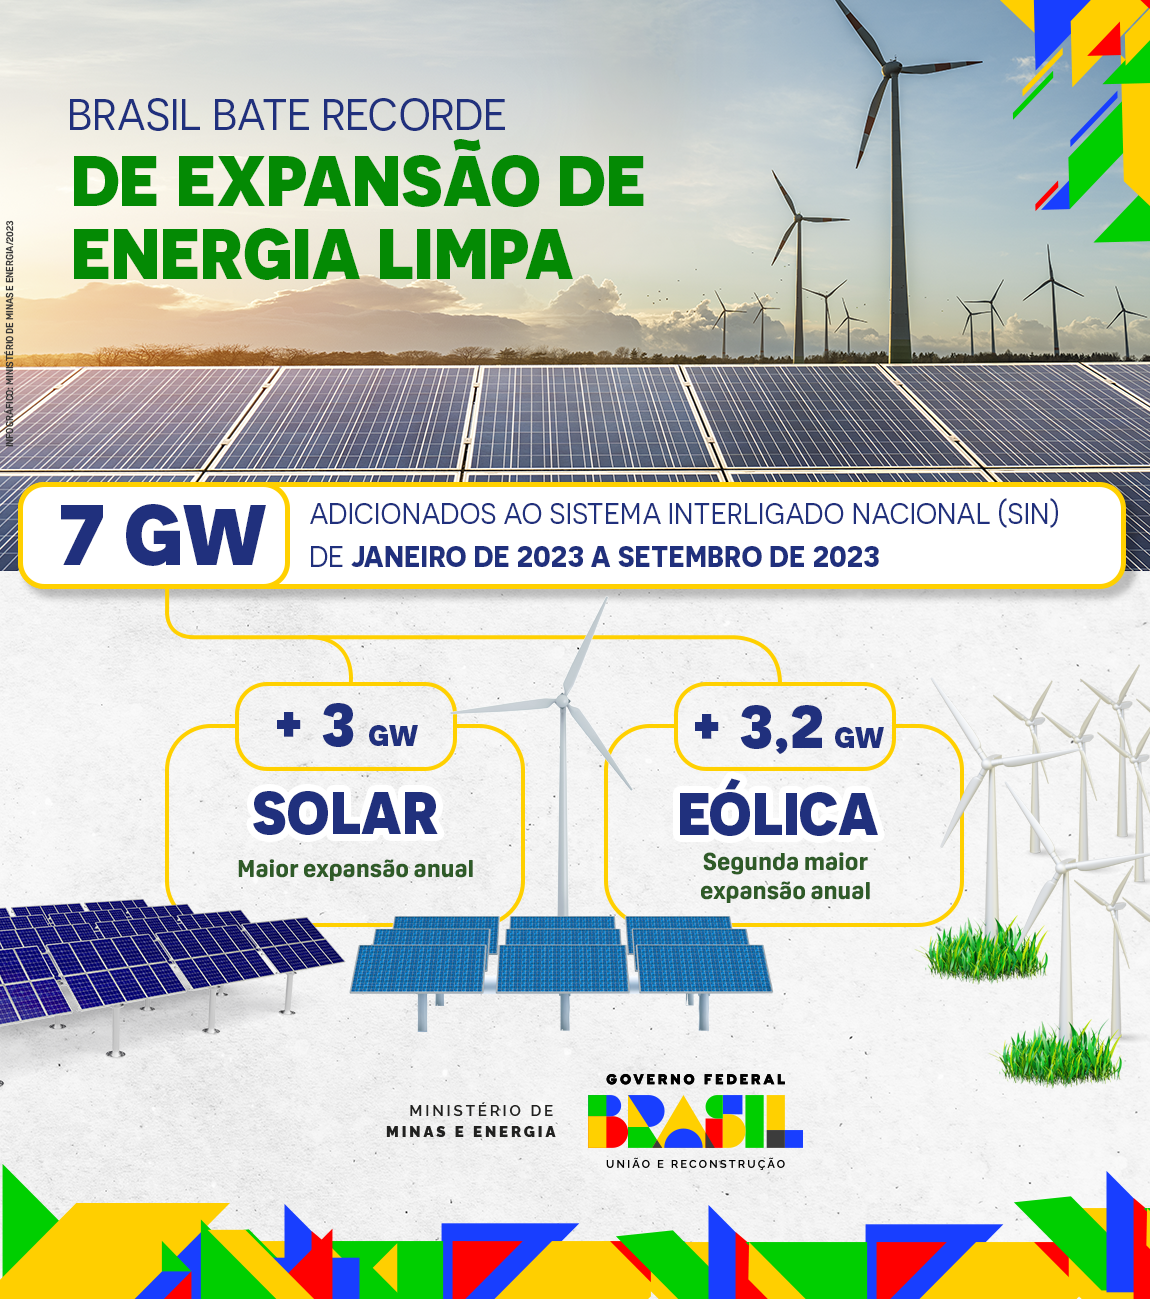 BRASIL BATE RECORDE
DE EXPANSÃO DE
ENERGIA LIMPA
INFOGRÁFICO: MINISTÉRIO DE MINAS E ENERGIA/2023
7 GW
ADICIONADOS AO SISTEMA INTERLIGADO NACIONAL (SIN)
DE JANEIRO DE 2023 A SETEMBRO DE 2023
+ 3 GW
SOLAR
Maior expansão anual
+ 3,2 GW
EÓLICA
Segunda maior
expansão anual
MINISTÉRIO DE
MINAS E ENERGIA
GOVERNO FEDERAL
BRASIL
UNIÃO E RECONSTRUÇÃO